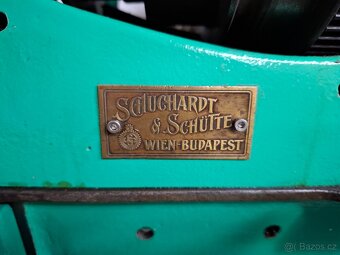 SCHUCHARDT
& SCHÜTTE
WIEN-BUDAPEST
Bazos.cz